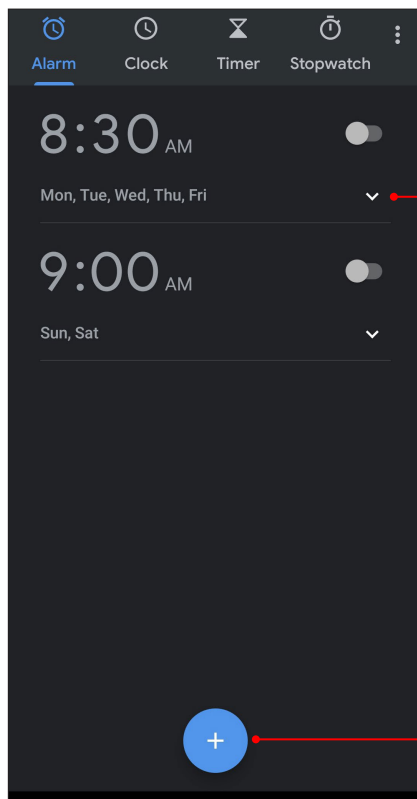 Alarm Clock Timer Stopwatch
8:30 AM
Mon, Tue, Wed, Thu, Fri
9:00 AM
Sun, Sat
+